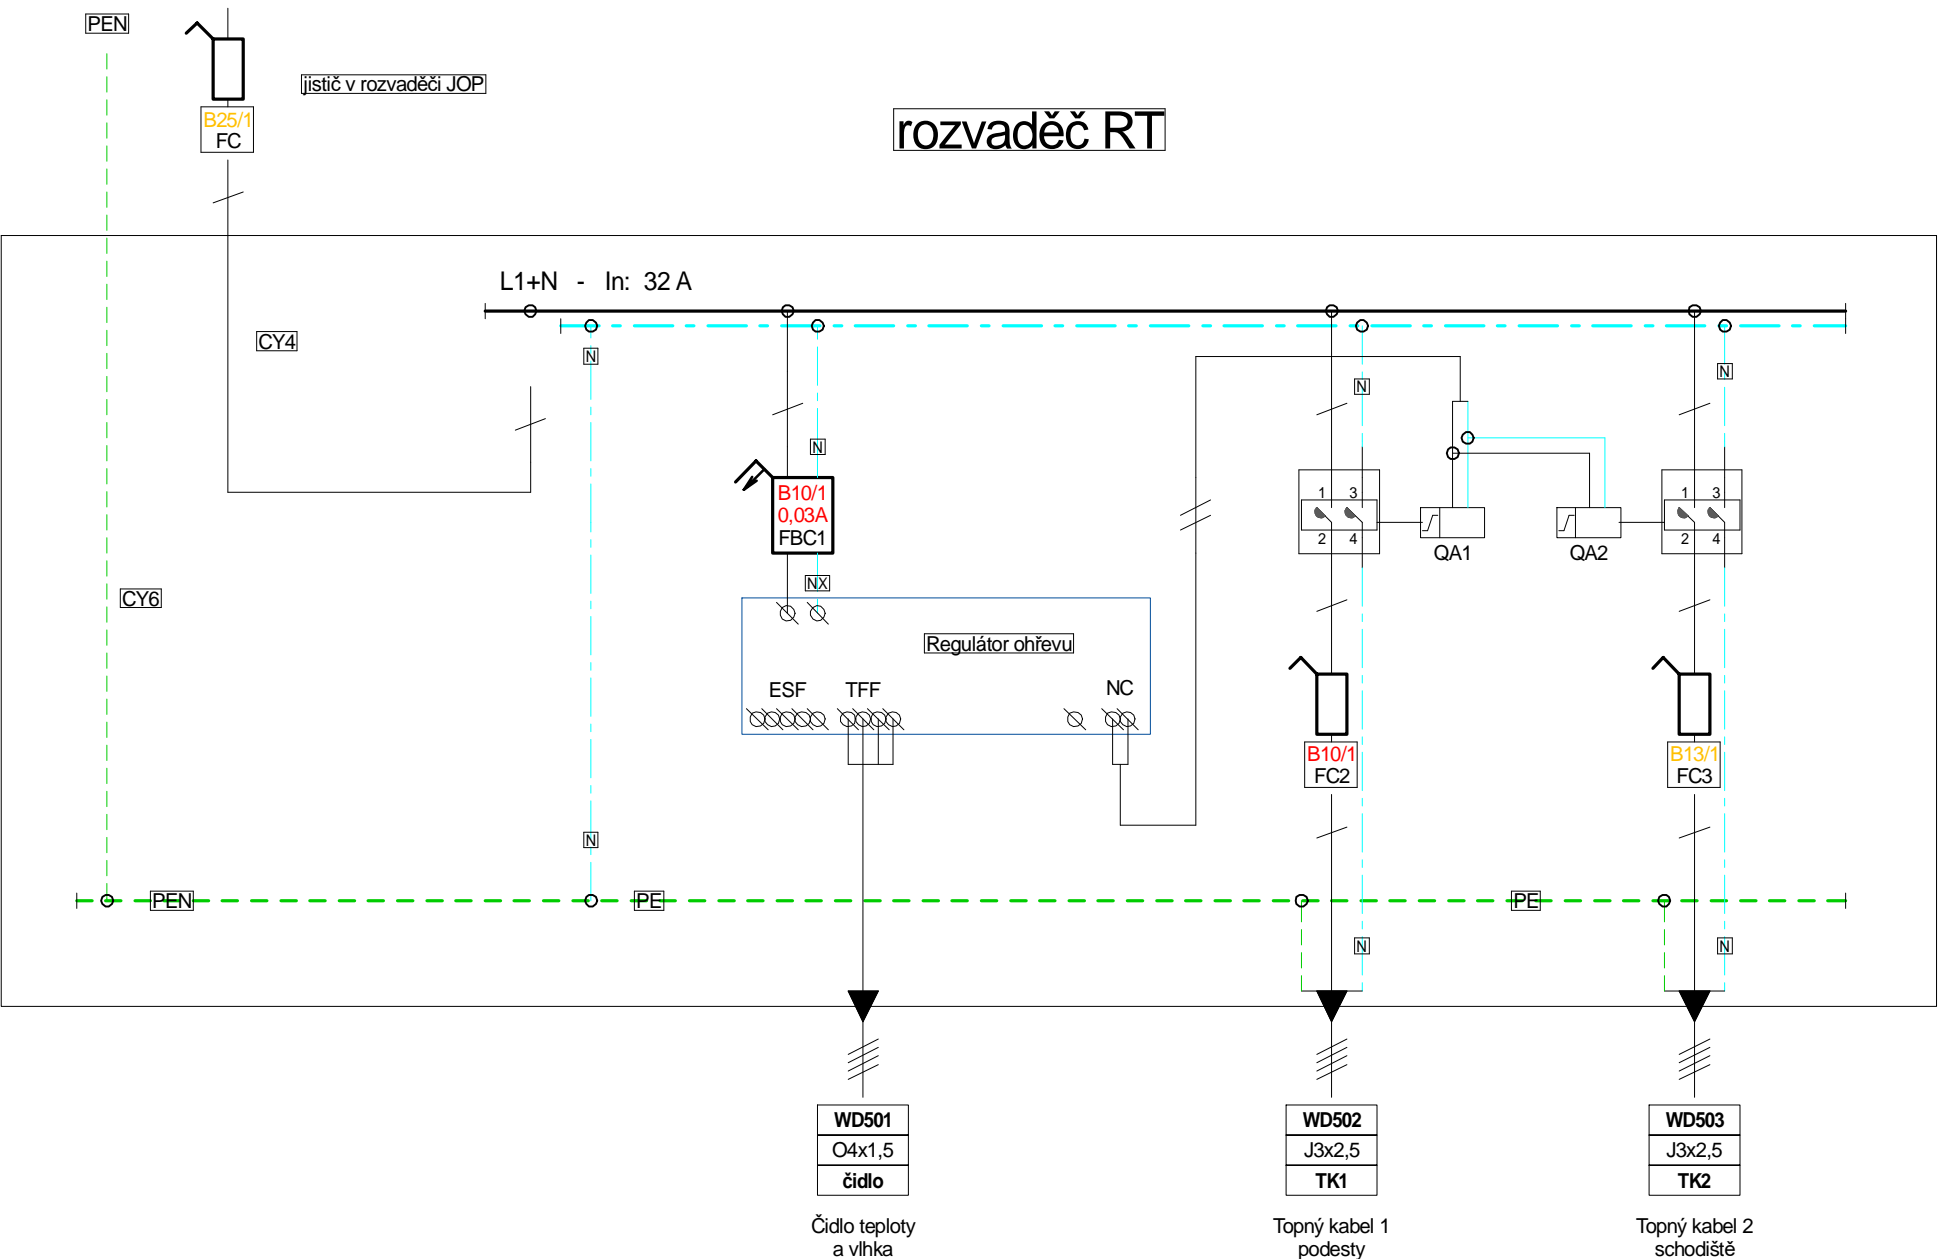 PEN
jistič v rozvaděči JOP
B25/1
FC
rozvaděč RT
L1+N - In: 32 A
CY4
N
N
N
N
B10/1
0,03A
FBC1
1 3
2 4
QA1
QA2
1 3
2 4
NX
CY6
Regulátor ohřevu
ESF TFF
NC
B10/1
FC2
B13/1
FC3
N
PEN
PE
PE
N
N
WD501
O4x1,5
čidlo
Čidlo teploty
a vlhka
WD502
J3x2,5
TK1
Topný kabel 1
podesty
WD503
J3x2,5
TK2
Topný kabel 2
schodiště